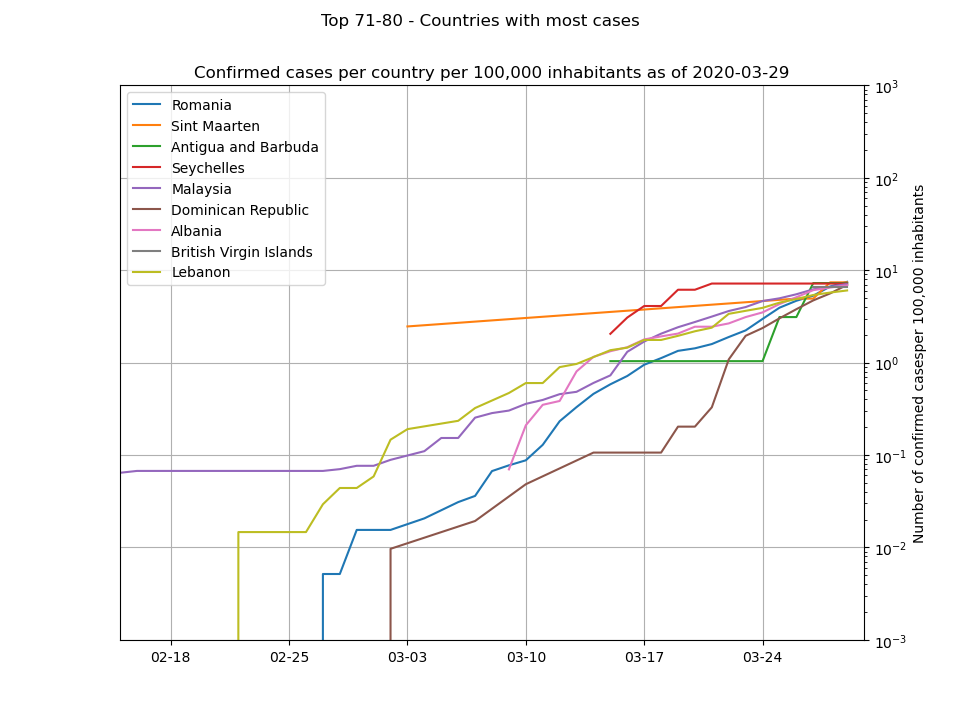 Top 71-80 - Countries with most cases
Confirmed cases per country per 100,000 inhabitants as of 2020-03-29
Romania
Sint Maarten
Antigua and Barbuda
Seychelles
Malaysia
Dominican Republic
Albania
British Virgin Islands
Lebanon
10³
10²
10¹
10⁰
10⁻¹
10⁻²
10⁻³
Number of confirmed casesper 100,000 inhabitants
02-18 02-25 03-03 03-10 03-17 03-24